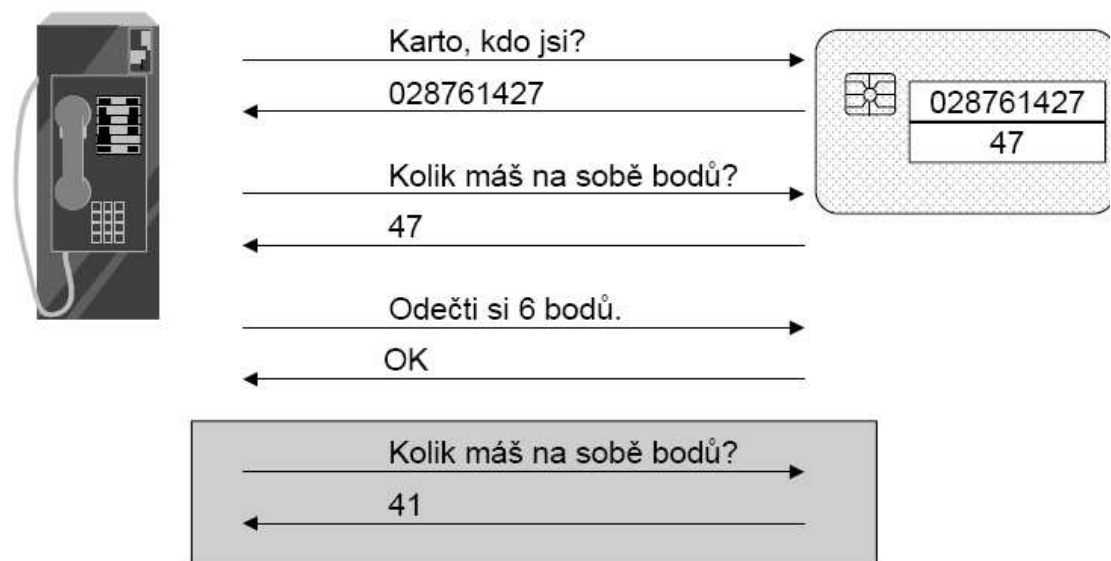 Karto, kdo jsi?
028761427
028761427
47
Kolik máš na sobě bodů?
47
Odečti si 6 bodů.
OK
Kolik máš na sobě bodů?
41